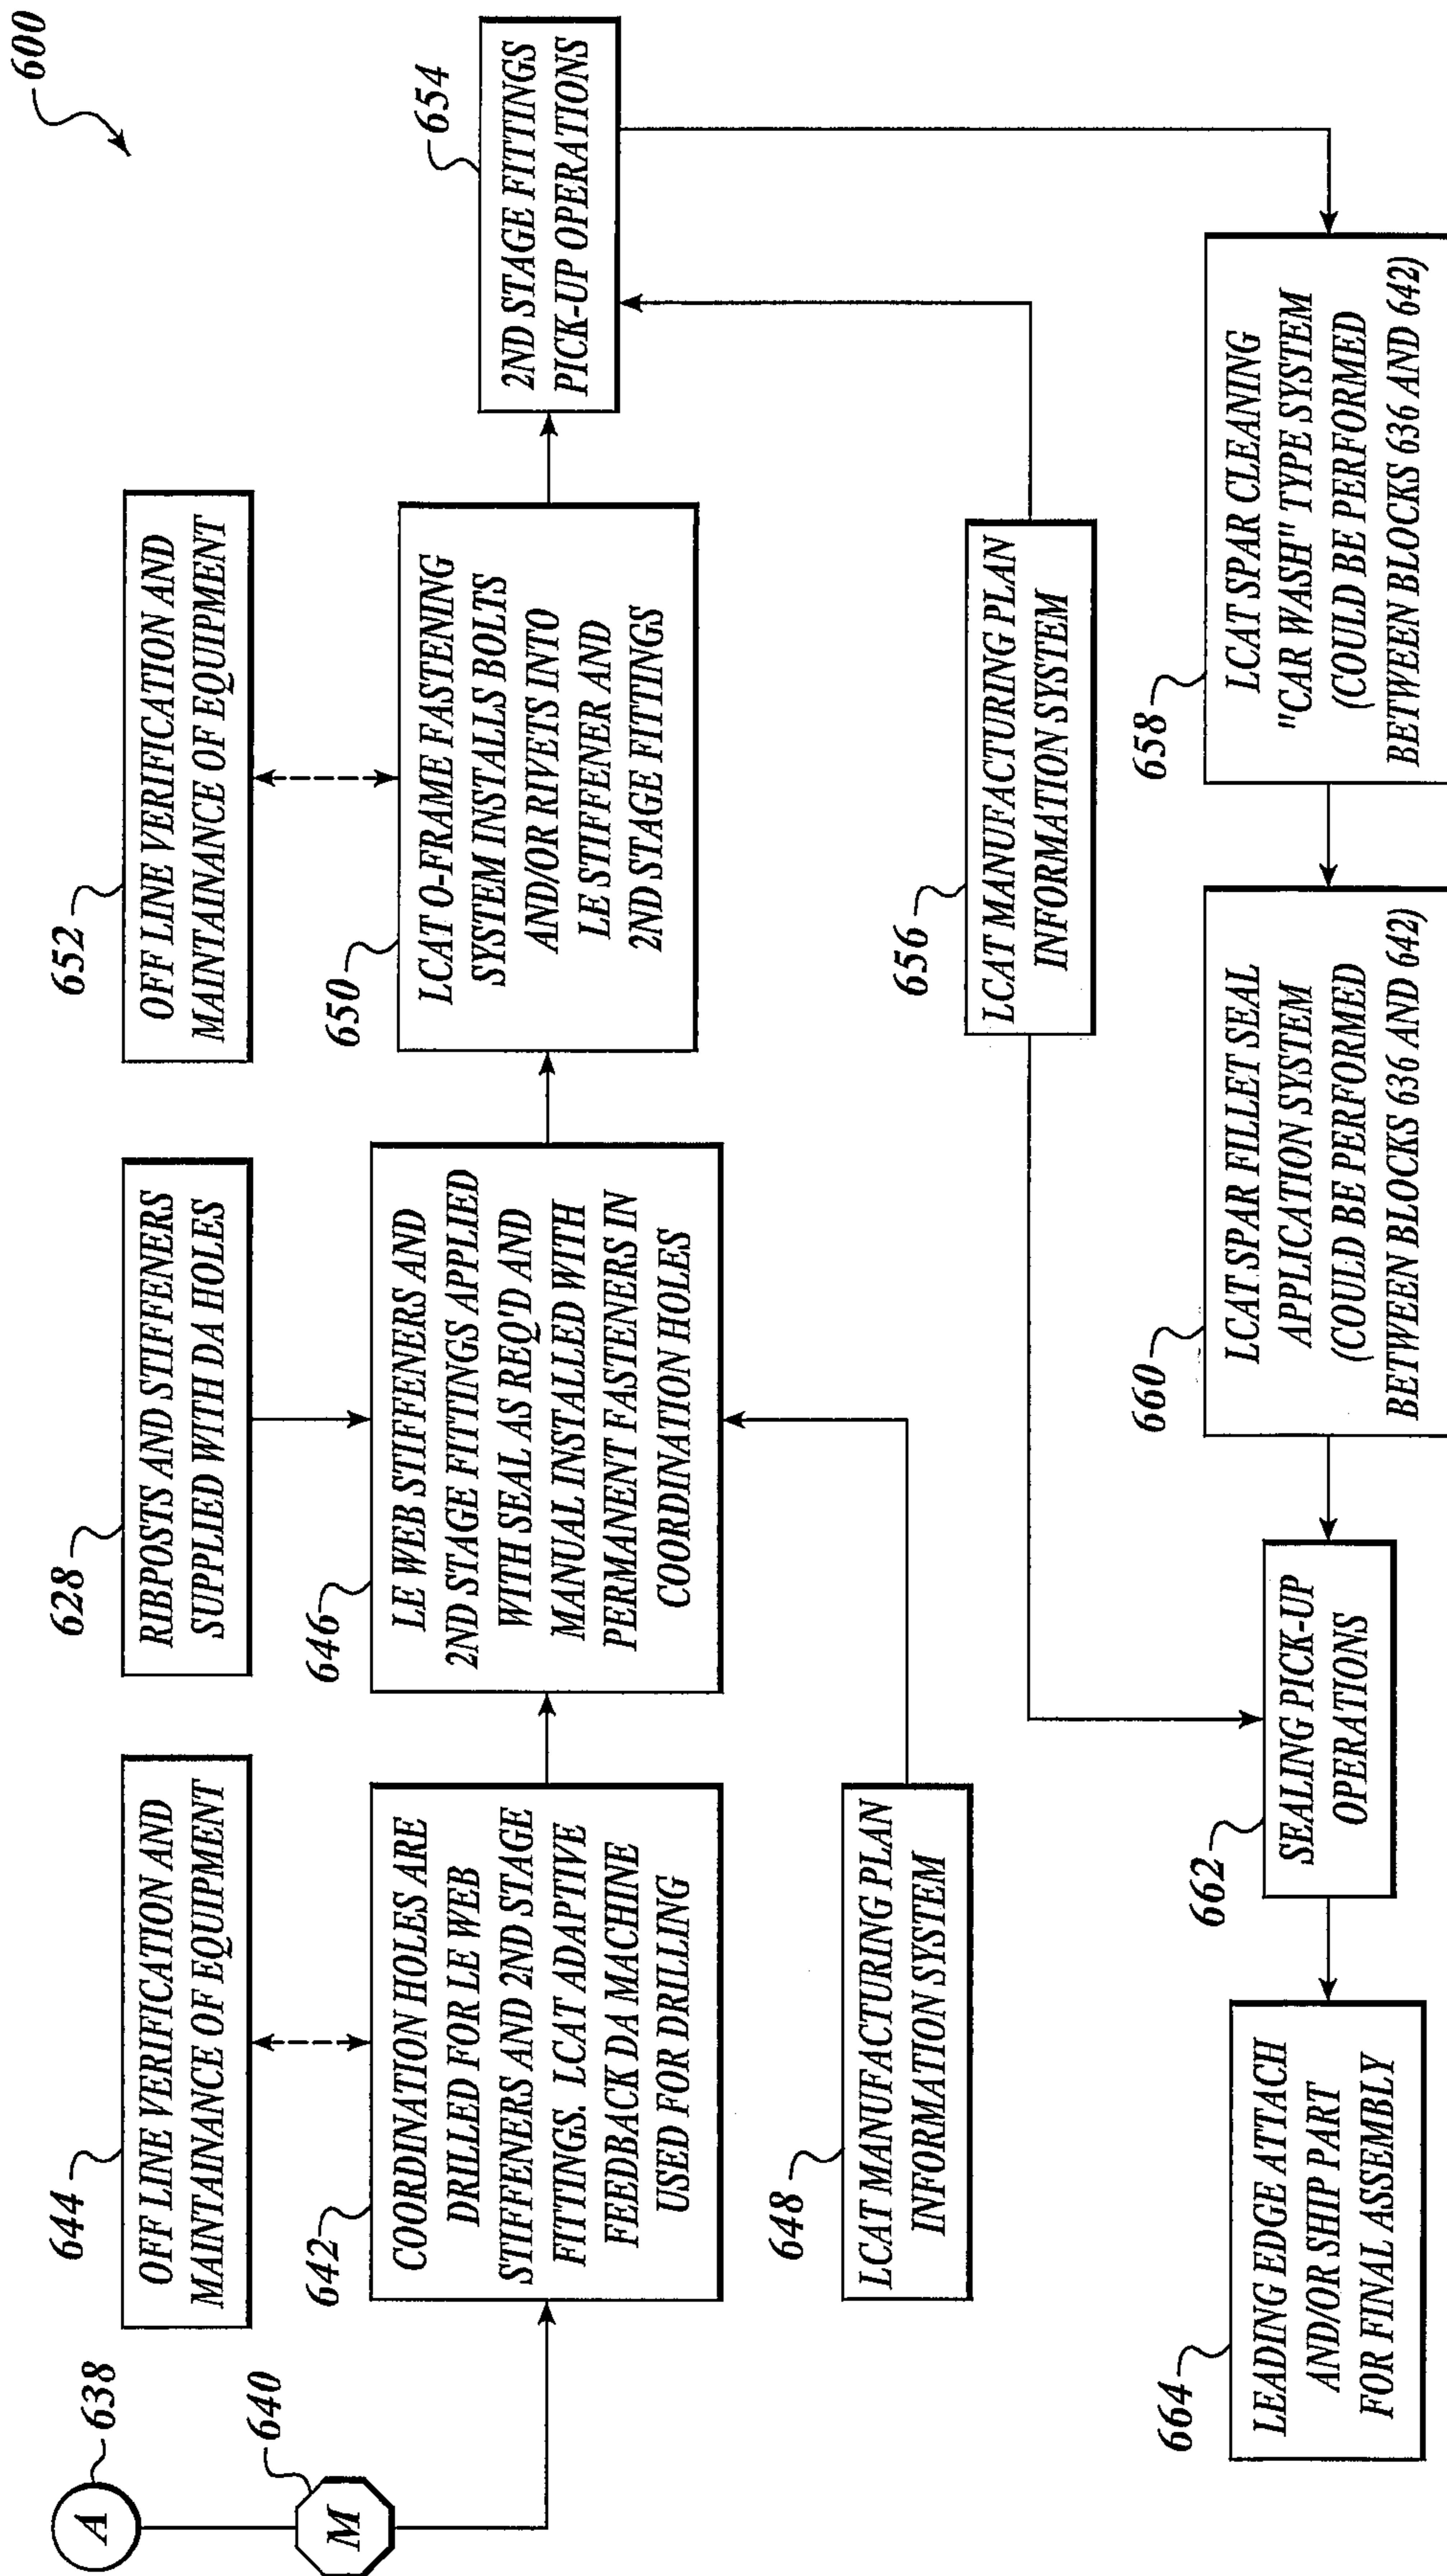 600
A
638
M
640
644
OFF LINE VERIFICATION AND
MAINTAINANCE OF EQUIPMENT
642
COORDINATION HOLES ARE
DRILLED FOR LE WEB
STIFFENERS AND 2ND STAGE
FITTINGS. LCAT ADAPTIVE
FEEDBACK DA MACHINE
USED FOR DRILLING
628
RIBPOSTS AND STIFFENERS
SUPPLIED WITH DA HOLES
646
LE WEB STIFFENERS AND
2ND STAGE FITTINGS APPLIED
WITH SEAL AS REQ'D AND
MANUAL INSTALLED WITH
PERMANENT FASTENERS IN
COORDINATION HOLES
648
LCAT MANUFACTURING PLAN
INFORMATION SYSTEM
652
OFF LINE VERIFICATION AND
MAINTAINANCE OF EQUIPMENT
650
LCAT O-FRAME FASTENING
SYSTEM INSTALLS BOLTS
AND/OR RIVETS INTO
LE STIFFENER AND
2ND STAGE FITTINGS
654
2ND STAGE FITTINGS
PICK-UP OPERATIONS
656
LCAT MANUFACTURING PLAN
INFORMATION SYSTEM
658
LCAT SPAR CLEANING
"CAR WASH" TYPE SYSTEM
(COULD BE PERFORMED
BETWEEN BLOCKS 636 AND 642)
660
LCAT SPAR FILLET SEAL
APPLICATION SYSTEM
(COULD BE PERFORMED
BETWEEN BLOCKS 636 AND 642)
662
SEALING PICK-UP
OPERATIONS
664
LEADING EDGE ATTACH
AND/OR SHIP PART
FOR FINAL ASSEMBLY